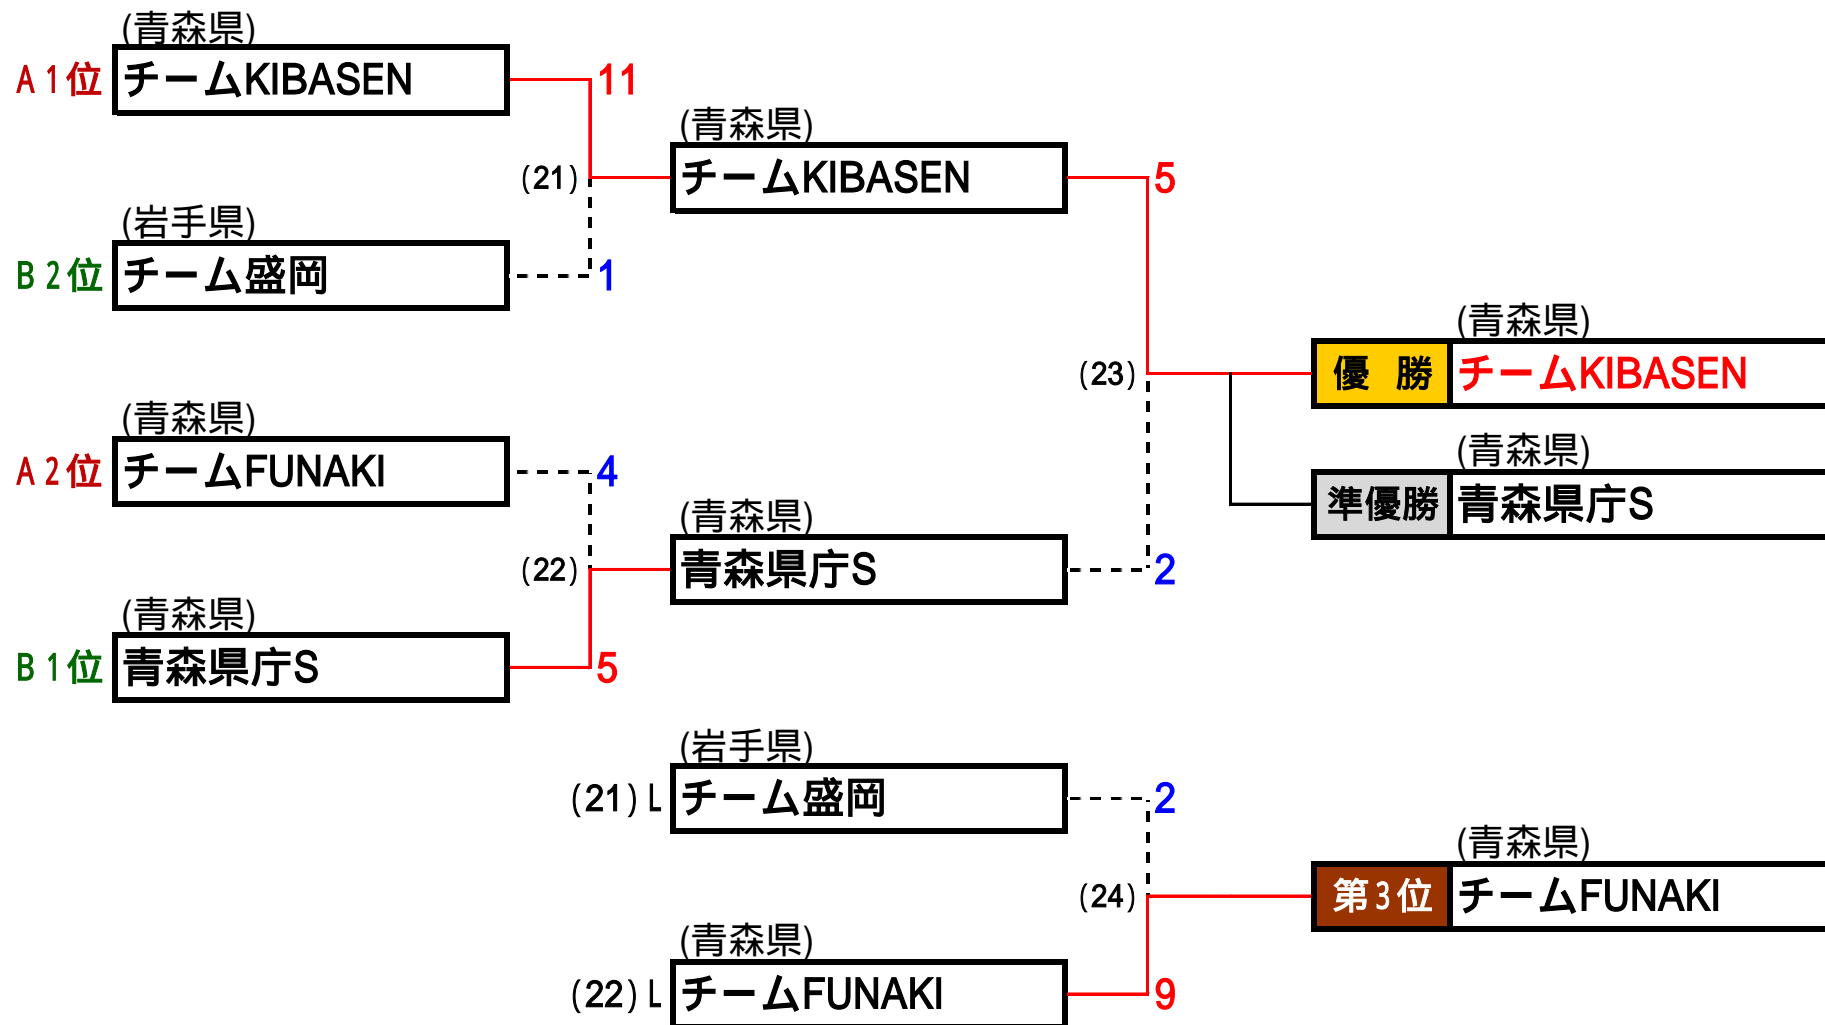 (青森県)
A1位 チームKIBASEN 11
(青森県)
(21) チームKIBASEN 5
(岩手県)
B2位 チーム盛岡 1
(青森県)
(23) 優 勝 チームKIBASEN
(青森県)
A2位 チームFUNAKI 4
(青森県)
準優勝 青森県庁S
(青森県)
(22) 青森県庁S 2
(青森県)
B1位 青森県庁S 5
(岩手県)
(21)L チーム盛岡 2
(青森県)
(24) 第3位 チームFUNAKI
(青森県)
(22)L チームFUNAKI 9